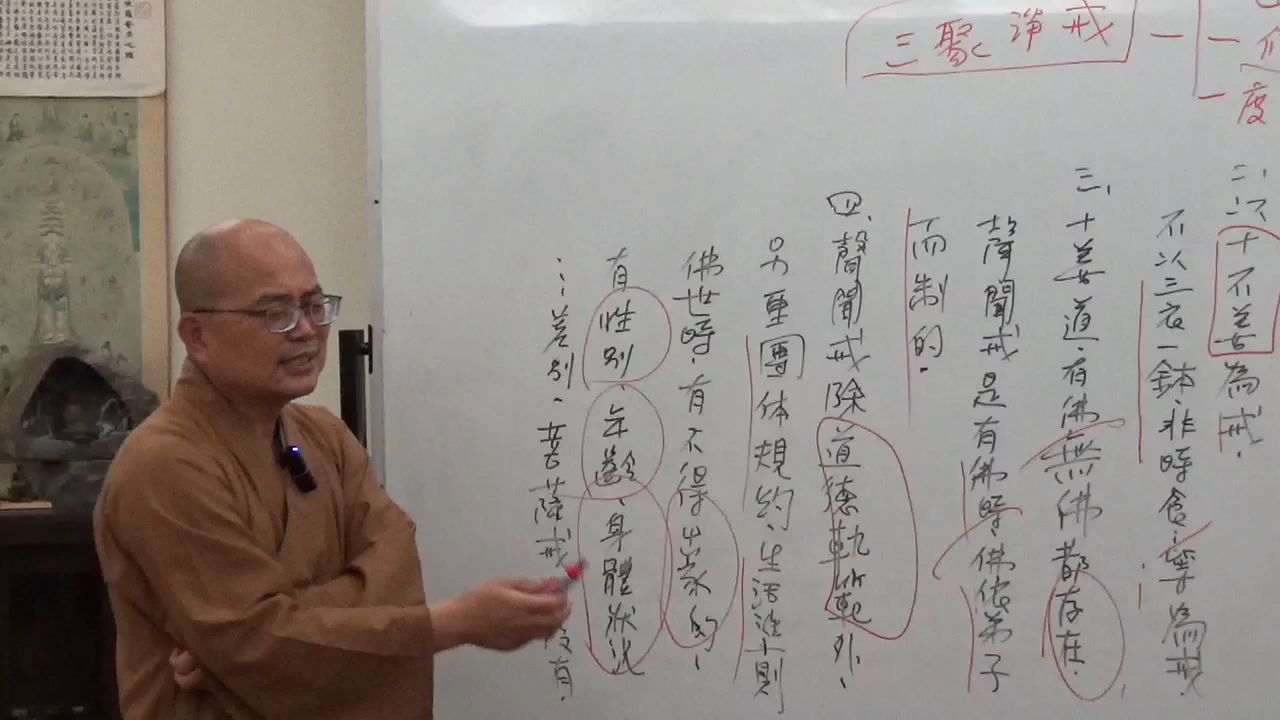 三聚淨戒
度
二、以十不善為戒．
不以三衣一鉢、非時食…等為戒
三、十善道，有佛無佛都存在．
聲聞戒是有佛時，佛依弟子
而制的．
四、聲聞戒除道德軌範外、
另重團体規約、生活法則
佛世時，有不得出家的、
有性別、年齡、身體狀況
…差別．菩薩戒 沒有．